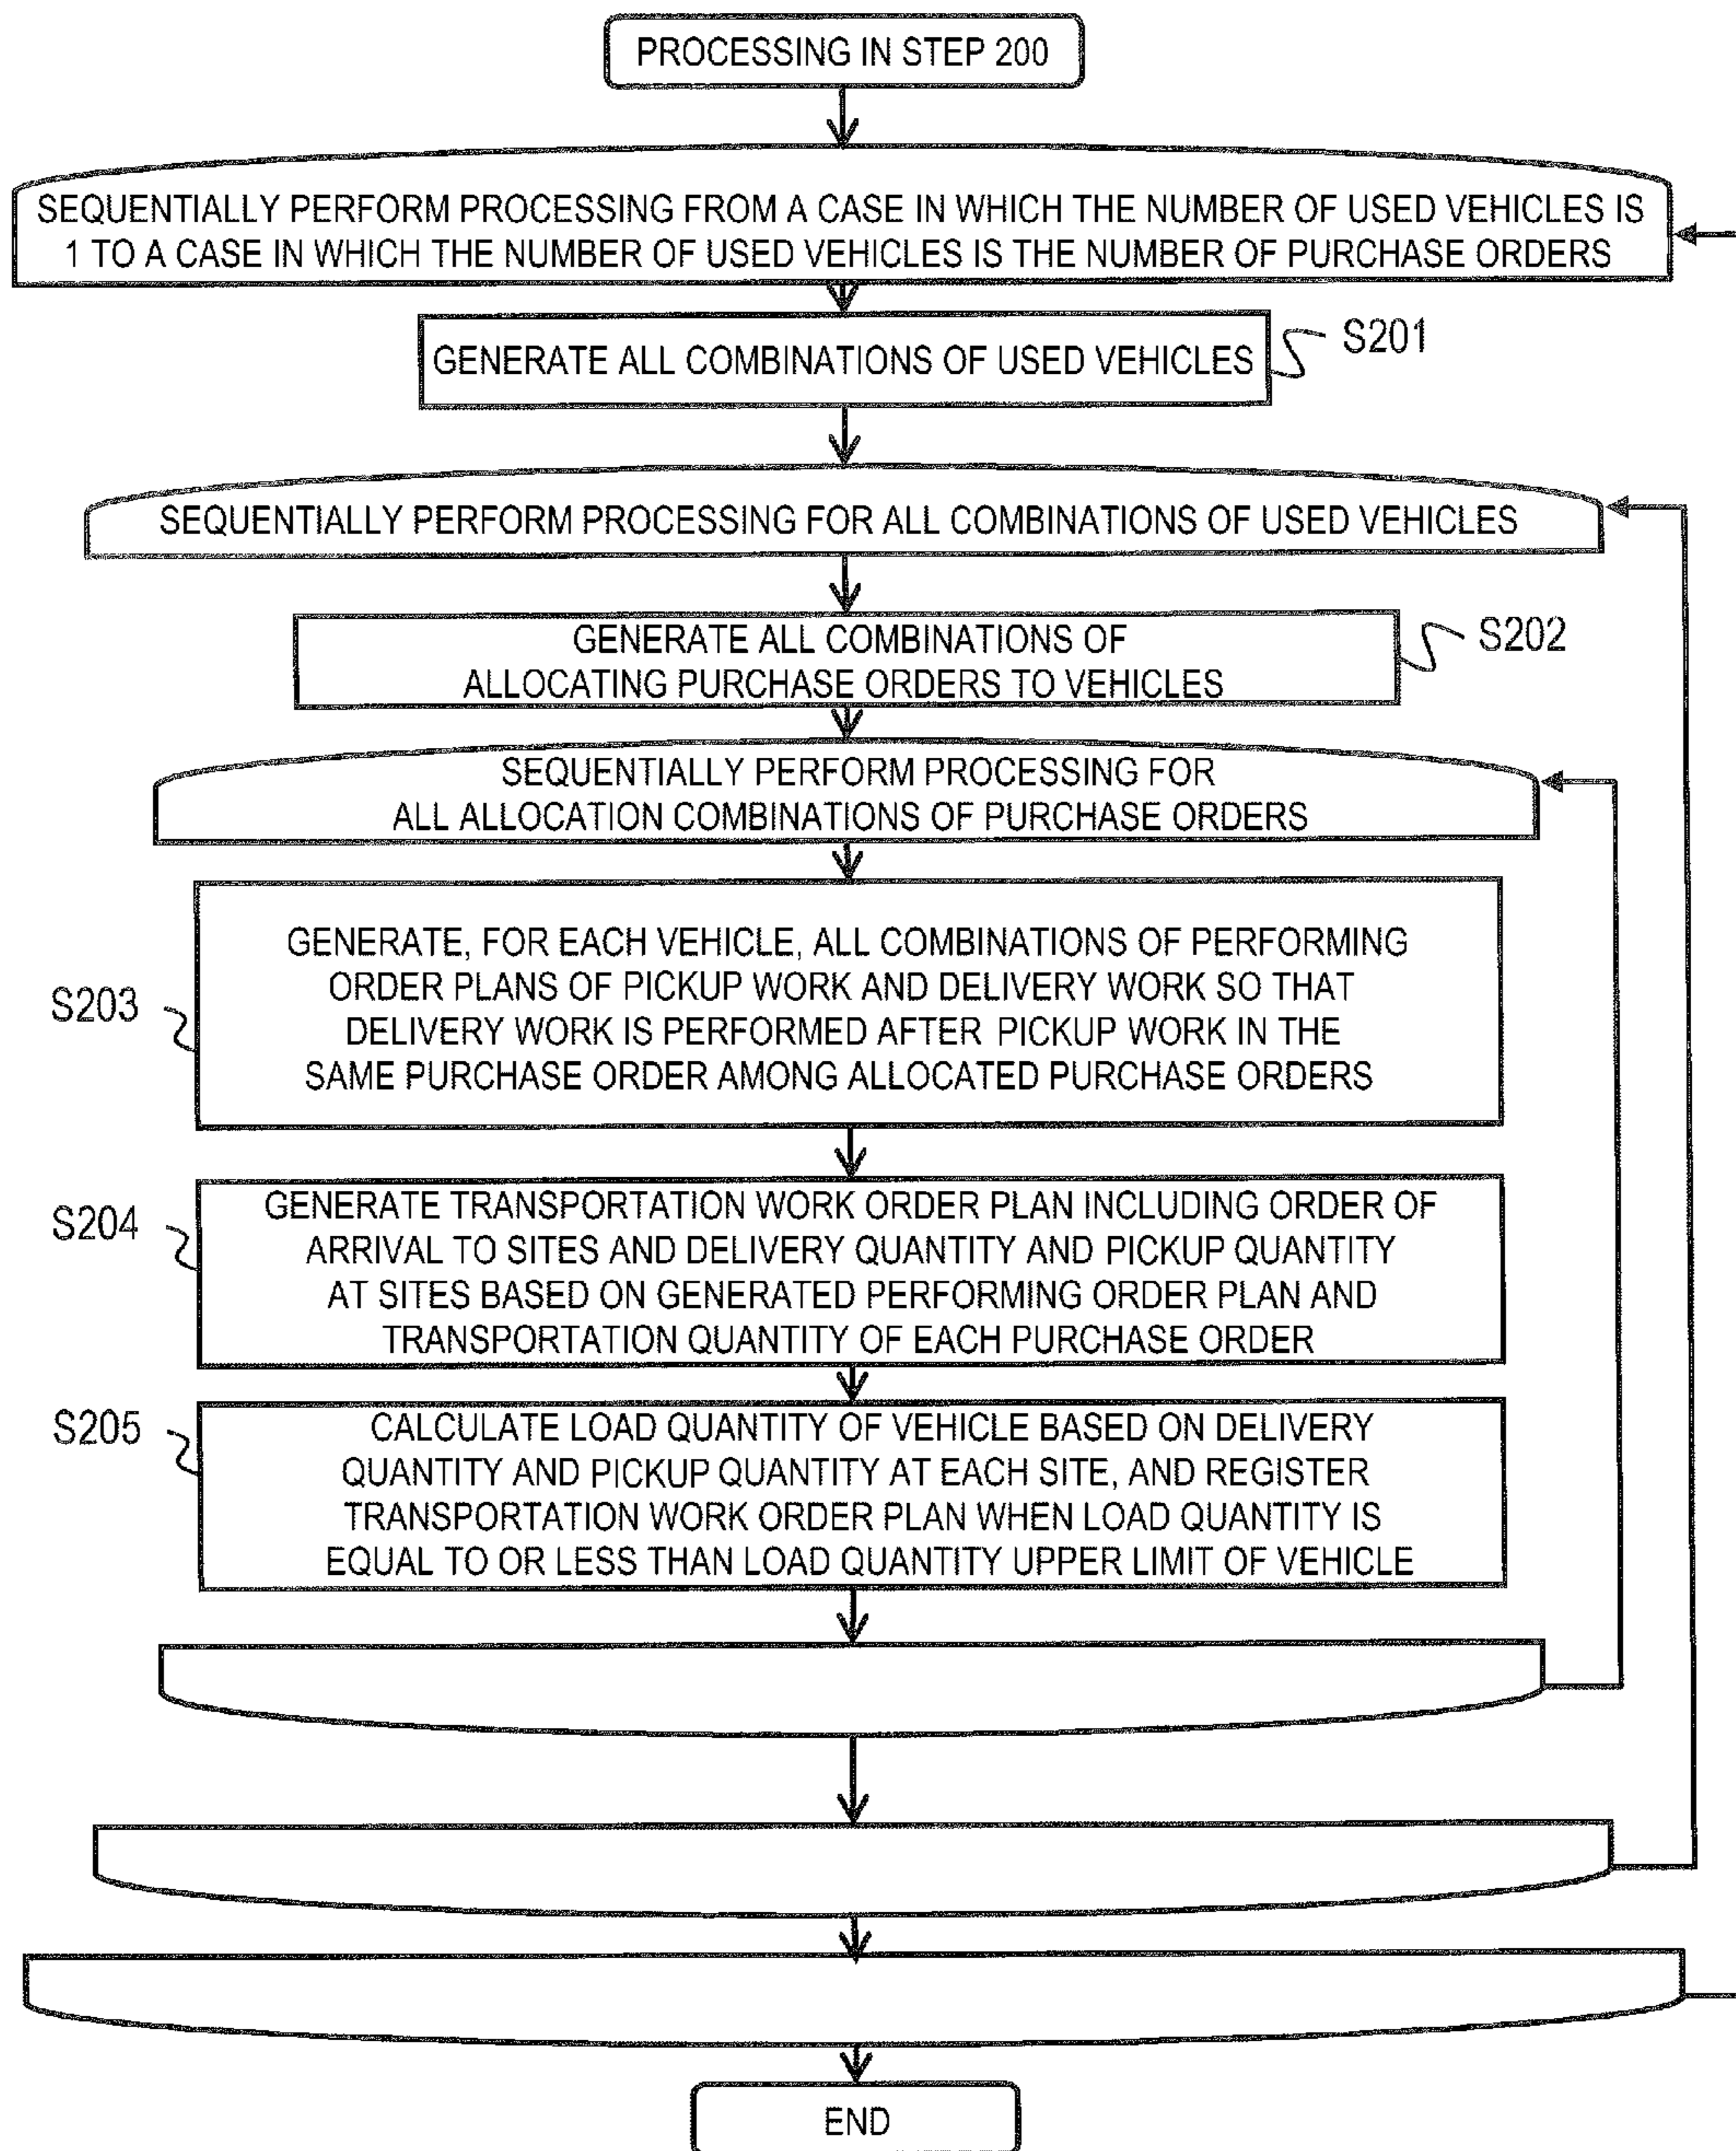 PROCESSING IN STEP 200
SEQUENTIALLY PERFORM PROCESSING FROM A CASE IN WHICH THE NUMBER OF USED VEHICLES IS
1 TO A CASE IN WHICH THE NUMBER OF USED VEHICLES IS THE NUMBER OF PURCHASE ORDERS
GENERATE ALL COMBINATIONS OF USED VEHICLES
S201
SEQUENTIALLY PERFORM PROCESSING FOR ALL COMBINATIONS OF USED VEHICLES
GENERATE ALL COMBINATIONS OF
ALLOCATING PURCHASE ORDERS TO VEHICLES
S202
SEQUENTIALLY PERFORM PROCESSING FOR
ALL ALLOCATION COMBINATIONS OF PURCHASE ORDERS
S203
GENERATE, FOR EACH VEHICLE, ALL COMBINATIONS OF PERFORMING
ORDER PLANS OF PICKUP WORK AND DELIVERY WORK SO THAT
DELIVERY WORK IS PERFORMED AFTER PICKUP WORK IN THE
SAME PURCHASE ORDER AMONG ALLOCATED PURCHASE ORDERS
S204
GENERATE TRANSPORTATION WORK ORDER PLAN INCLUDING ORDER OF
ARRIVAL TO SITES AND DELIVERY QUANTITY AND PICKUP QUANTITY
AT SITES BASED ON GENERATED PERFORMING ORDER PLAN AND
TRANSPORTATION QUANTITY OF EACH PURCHASE ORDER
S205
CALCULATE LOAD QUANTITY OF VEHICLE BASED ON DELIVERY
QUANTITY AND PICKUP QUANTITY AT EACH SITE, AND REGISTER
TRANSPORTATION WORK ORDER PLAN WHEN LOAD QUANTITY IS
EQUAL TO OR LESS THAN LOAD QUANTITY UPPER LIMIT OF VEHICLE
END